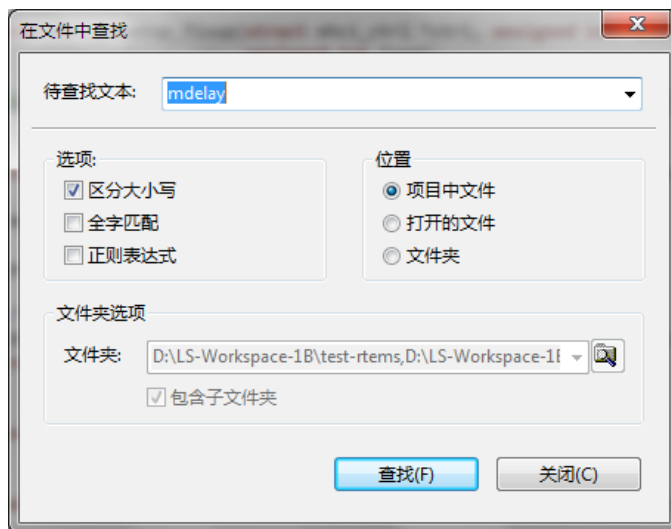 在文件中查找
待查找文本: mdelay
选项:
区分大小写
全字匹配
正则表达式
位置
项目中文件
打开的文件
文件夹
文件夹选项
文件夹: D:\LS-Workspace-1B\test-rtems,D:\LS-Workspace-1E
包含子文件夹
查找(F) 关闭(C)